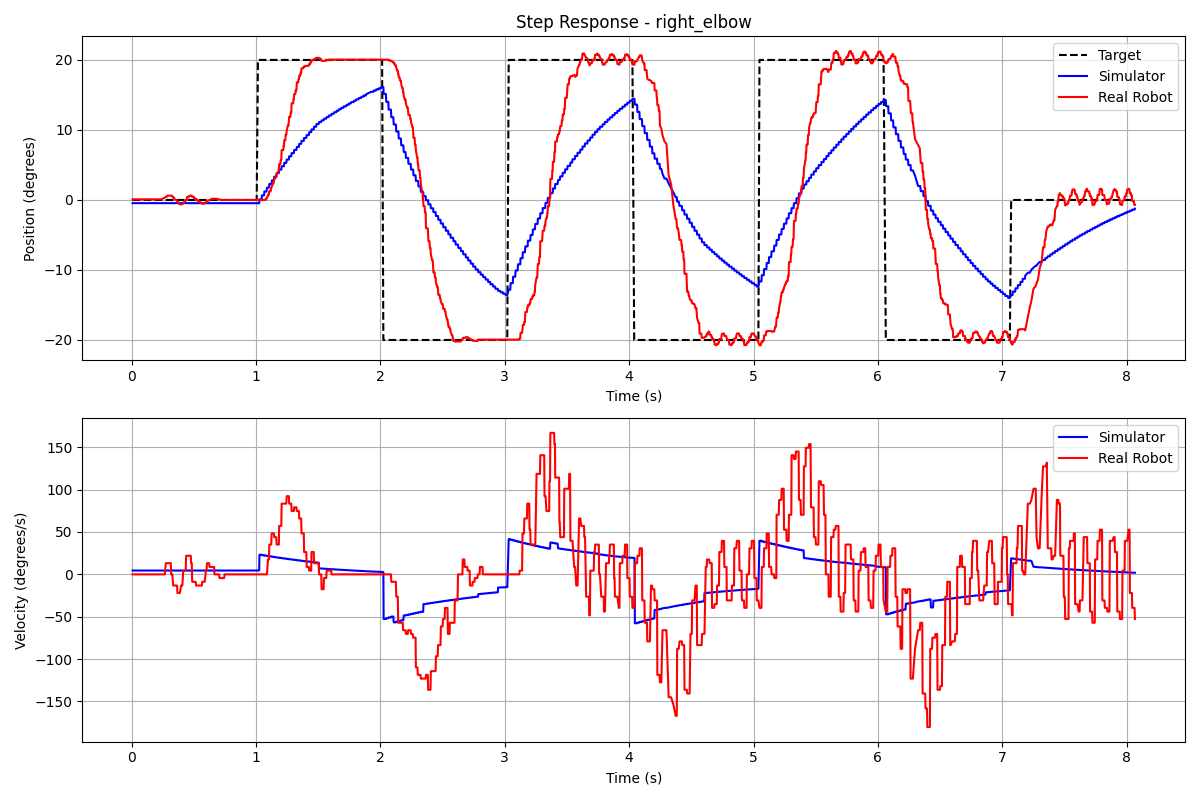 Step Response - right_elbow
Target
Simulator
Real Robot
20
10
0
−10
−20
Position (degrees)
0 1 2 3 4 5 6 7 8
Time (s)
Simulator
Real Robot
150
100
50
0
−50
−100
−150
Velocity (degrees/s)
0 1 2 3 4 5 6 7 8
Time (s)